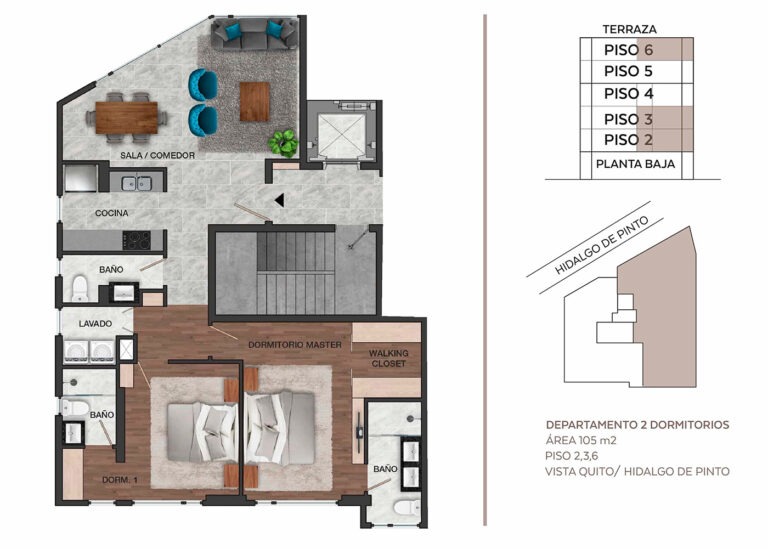 SALA / COMEDOR
COCINA
BAÑO
LAVADO
DORMITORIO MASTER
WALKING
CLOSET
BAÑO
BAÑO
DORM. 1
TERRAZA
PISO 6
PISO 5
PISO 4
PISO 3
PISO 2
PLANTA BAJA
HIDALGO DE PINTO
DEPARTAMENTO 2 DORMITORIOS
ÁREA 105 m2
PISO 2,3,6
VISTA QUITO/ HIDALGO DE PINTO